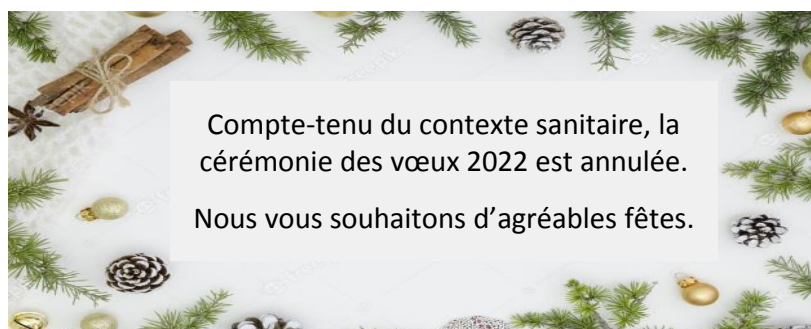 Compte-tenu du contexte sanitaire, la
cérémonie des vœux 2022 est annulée.
Nous vous souhaitons d’agréables fêtes.